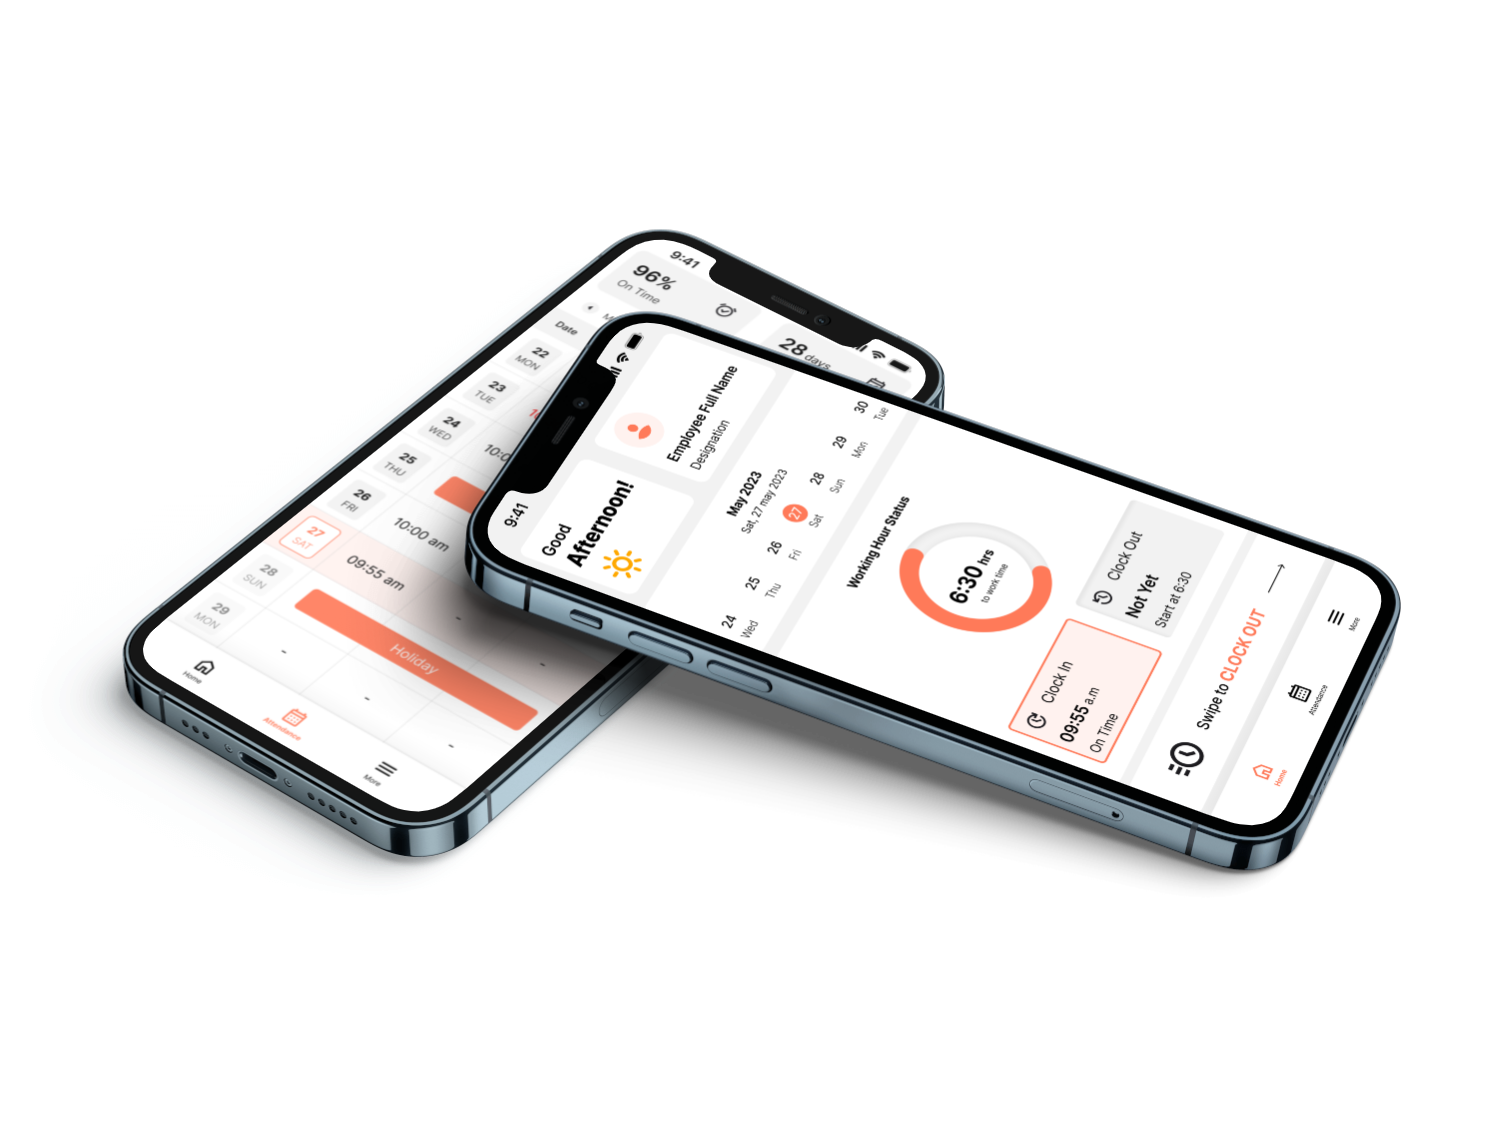 9:41
96%
On Time
28 days
Date
22
MON
23
TUE
24
WED
25
THU
26
FRI
10:00 am
27
SAT
09:55 am
-
28
SUN
Holiday
-
29
MON
-
-
-
Home
Attendance
More
9:41
Good
Afternoon!
Employee Full Name
Designation
May 2023
Sat, 27 may 2023
24 25 26 27 28 29 30
Wed Thu Fri Sat Sun Mon Tue
Working Hour Status
6:30 hrs
to work time
Clock In
09:55 a.m
On Time
Clock Out
Not Yet
Start at 6:30
Swipe to CLOCK OUT
Home
Attendance
More